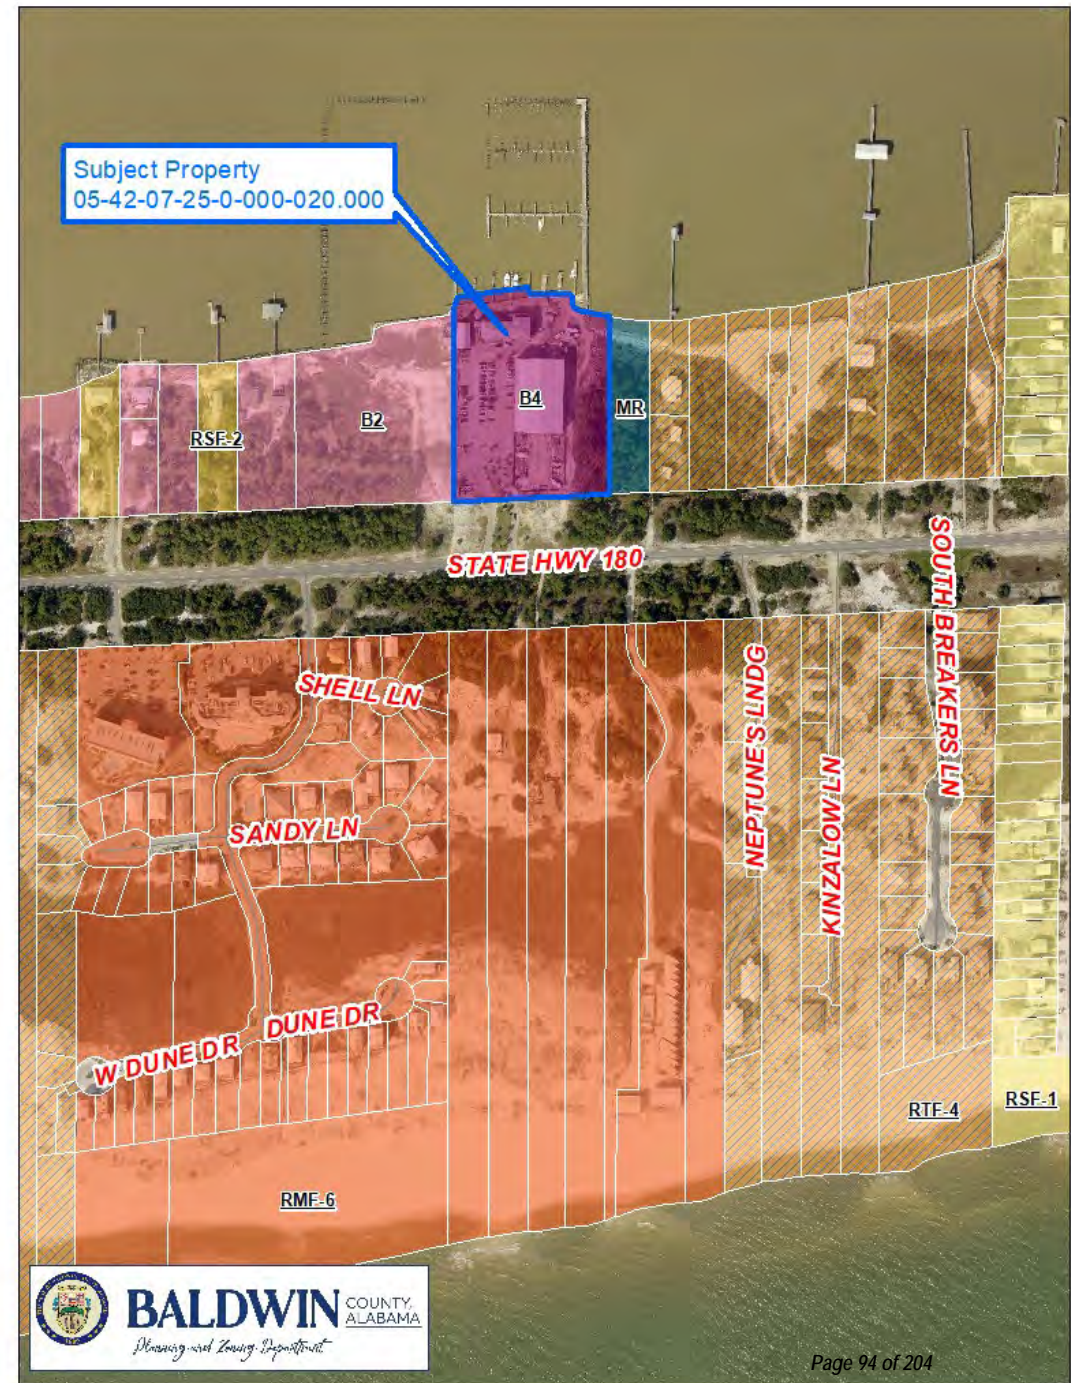 Subject Property
05-42-07-25-0-000-020.000
B4
MR
B2
RSF-2
STATE HWY 180
SOUTH BREAKERS LN
SHELL LN
NEPTUNE'S LNDG
KINZALOW LN
SANDY LN
DUNE DR
W DUNE DR
RTF-4
RSF-1
RMF-6
BALDWIN COUNTY, ALABAMA
Planning and Zoning Department
Page 94 of 204